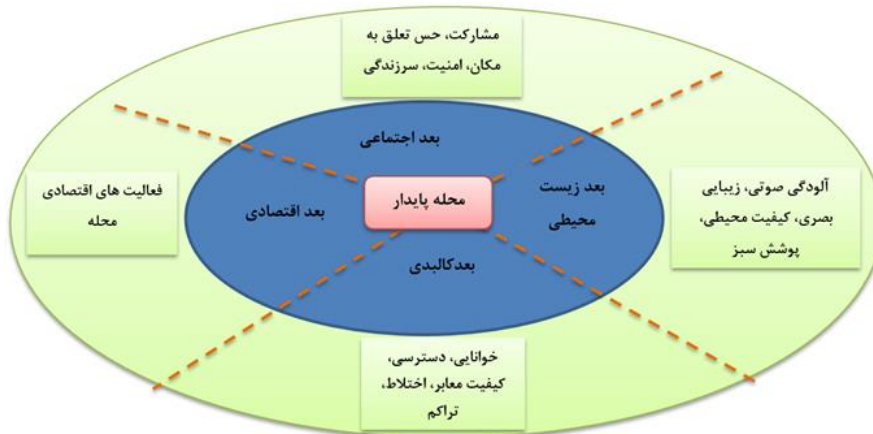 مشارکت، حس تعلق به
مکان، امنیت، سرزندگی
بعد اجتماعی
آلودگی صوتی، زیبایی
بصری، کیفیت محیطی،
پوشش سبز
بعد زیست
محیطی
محله پایدار
بعد اقتصادی
فعالیت های اقتصادی
محله
بعدکالبدی
خوانایی، دسترسی،
کیفیت معابر، اختلاط،
تراکم